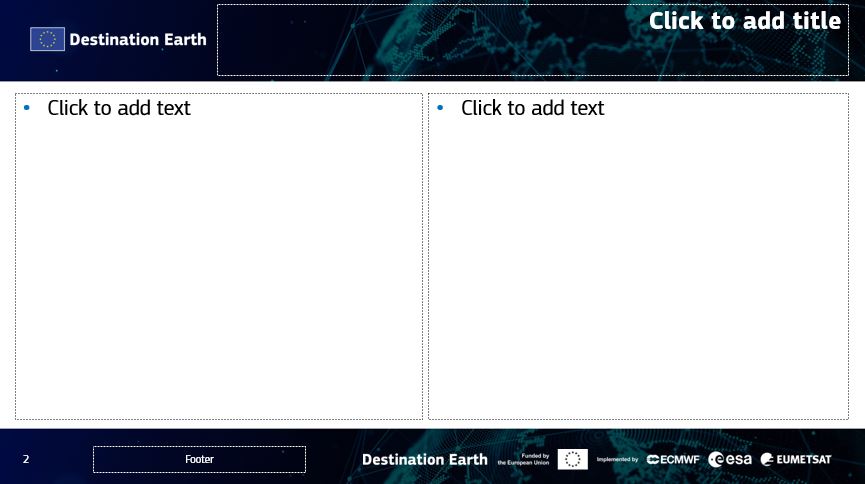 Destination Earth
Click to add title
Click to add text
Click to add text
2
Footer
Destination Earth
Funded by
the European Union
Implemented by
ECMWF
esa
EUMETSAT